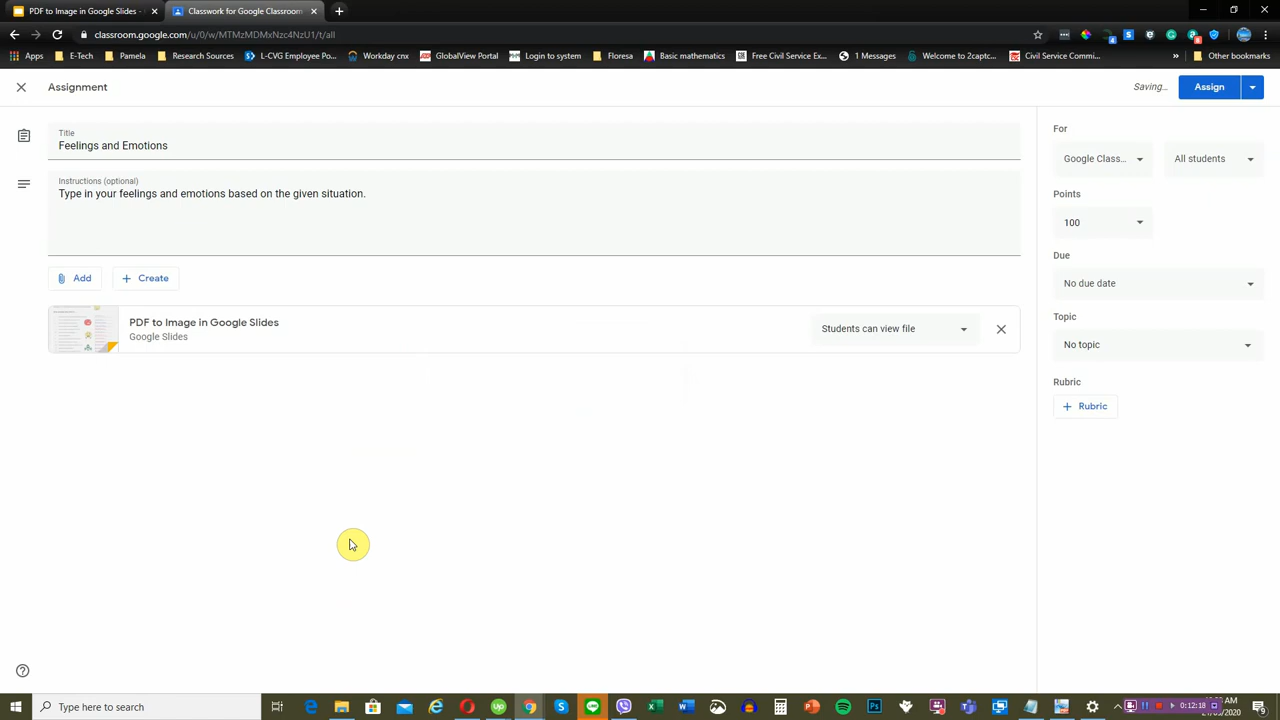 PDF to Image in Google Slides -
Classwork for Google Classroom
classroom.google.com/u/0/w/MTMzMDMxNzc4NzU1/t/all
Apps
E-Tech
Pamela
Research Sources
L-CVG Employee Po...
Workday cnx
GlobalView Portal
Login to system
Floresa
Basic mathematics
Free Civil Service Ex...
1 Messages
Welcome to 2captc...
Civil Service Commi...
»
Other bookmarks
Assignment
Saving...
Assign
Title
Feelings and Emotions
Instructions (optional)
Type in your feelings and emotions based on the given situation.
Add
Create
PDF to Image in Google Slides
Google Slides
Students can view file
For
Google Class...
All students
Points
100
Due
No due date
Topic
No topic
Rubric
Rubric
Type here to search
0:12:18